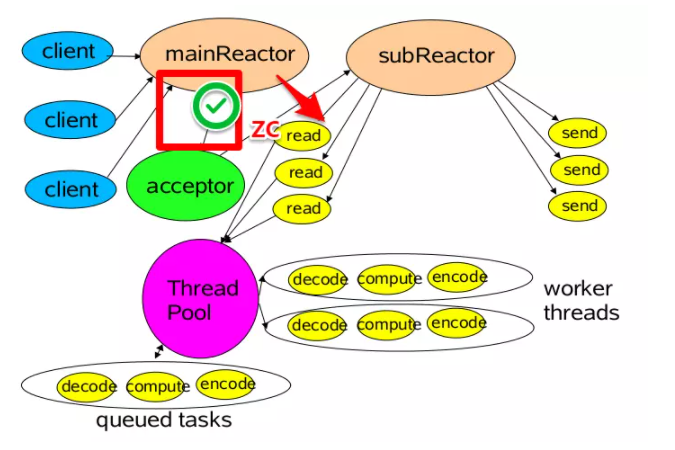 client
mainReactor
subReactor
client
ZC
read
send
client
acceptor
read
send
read
send
Thread
Pool
decode compute encode
decode compute encode
worker
threads
decode compute encode
queued tasks